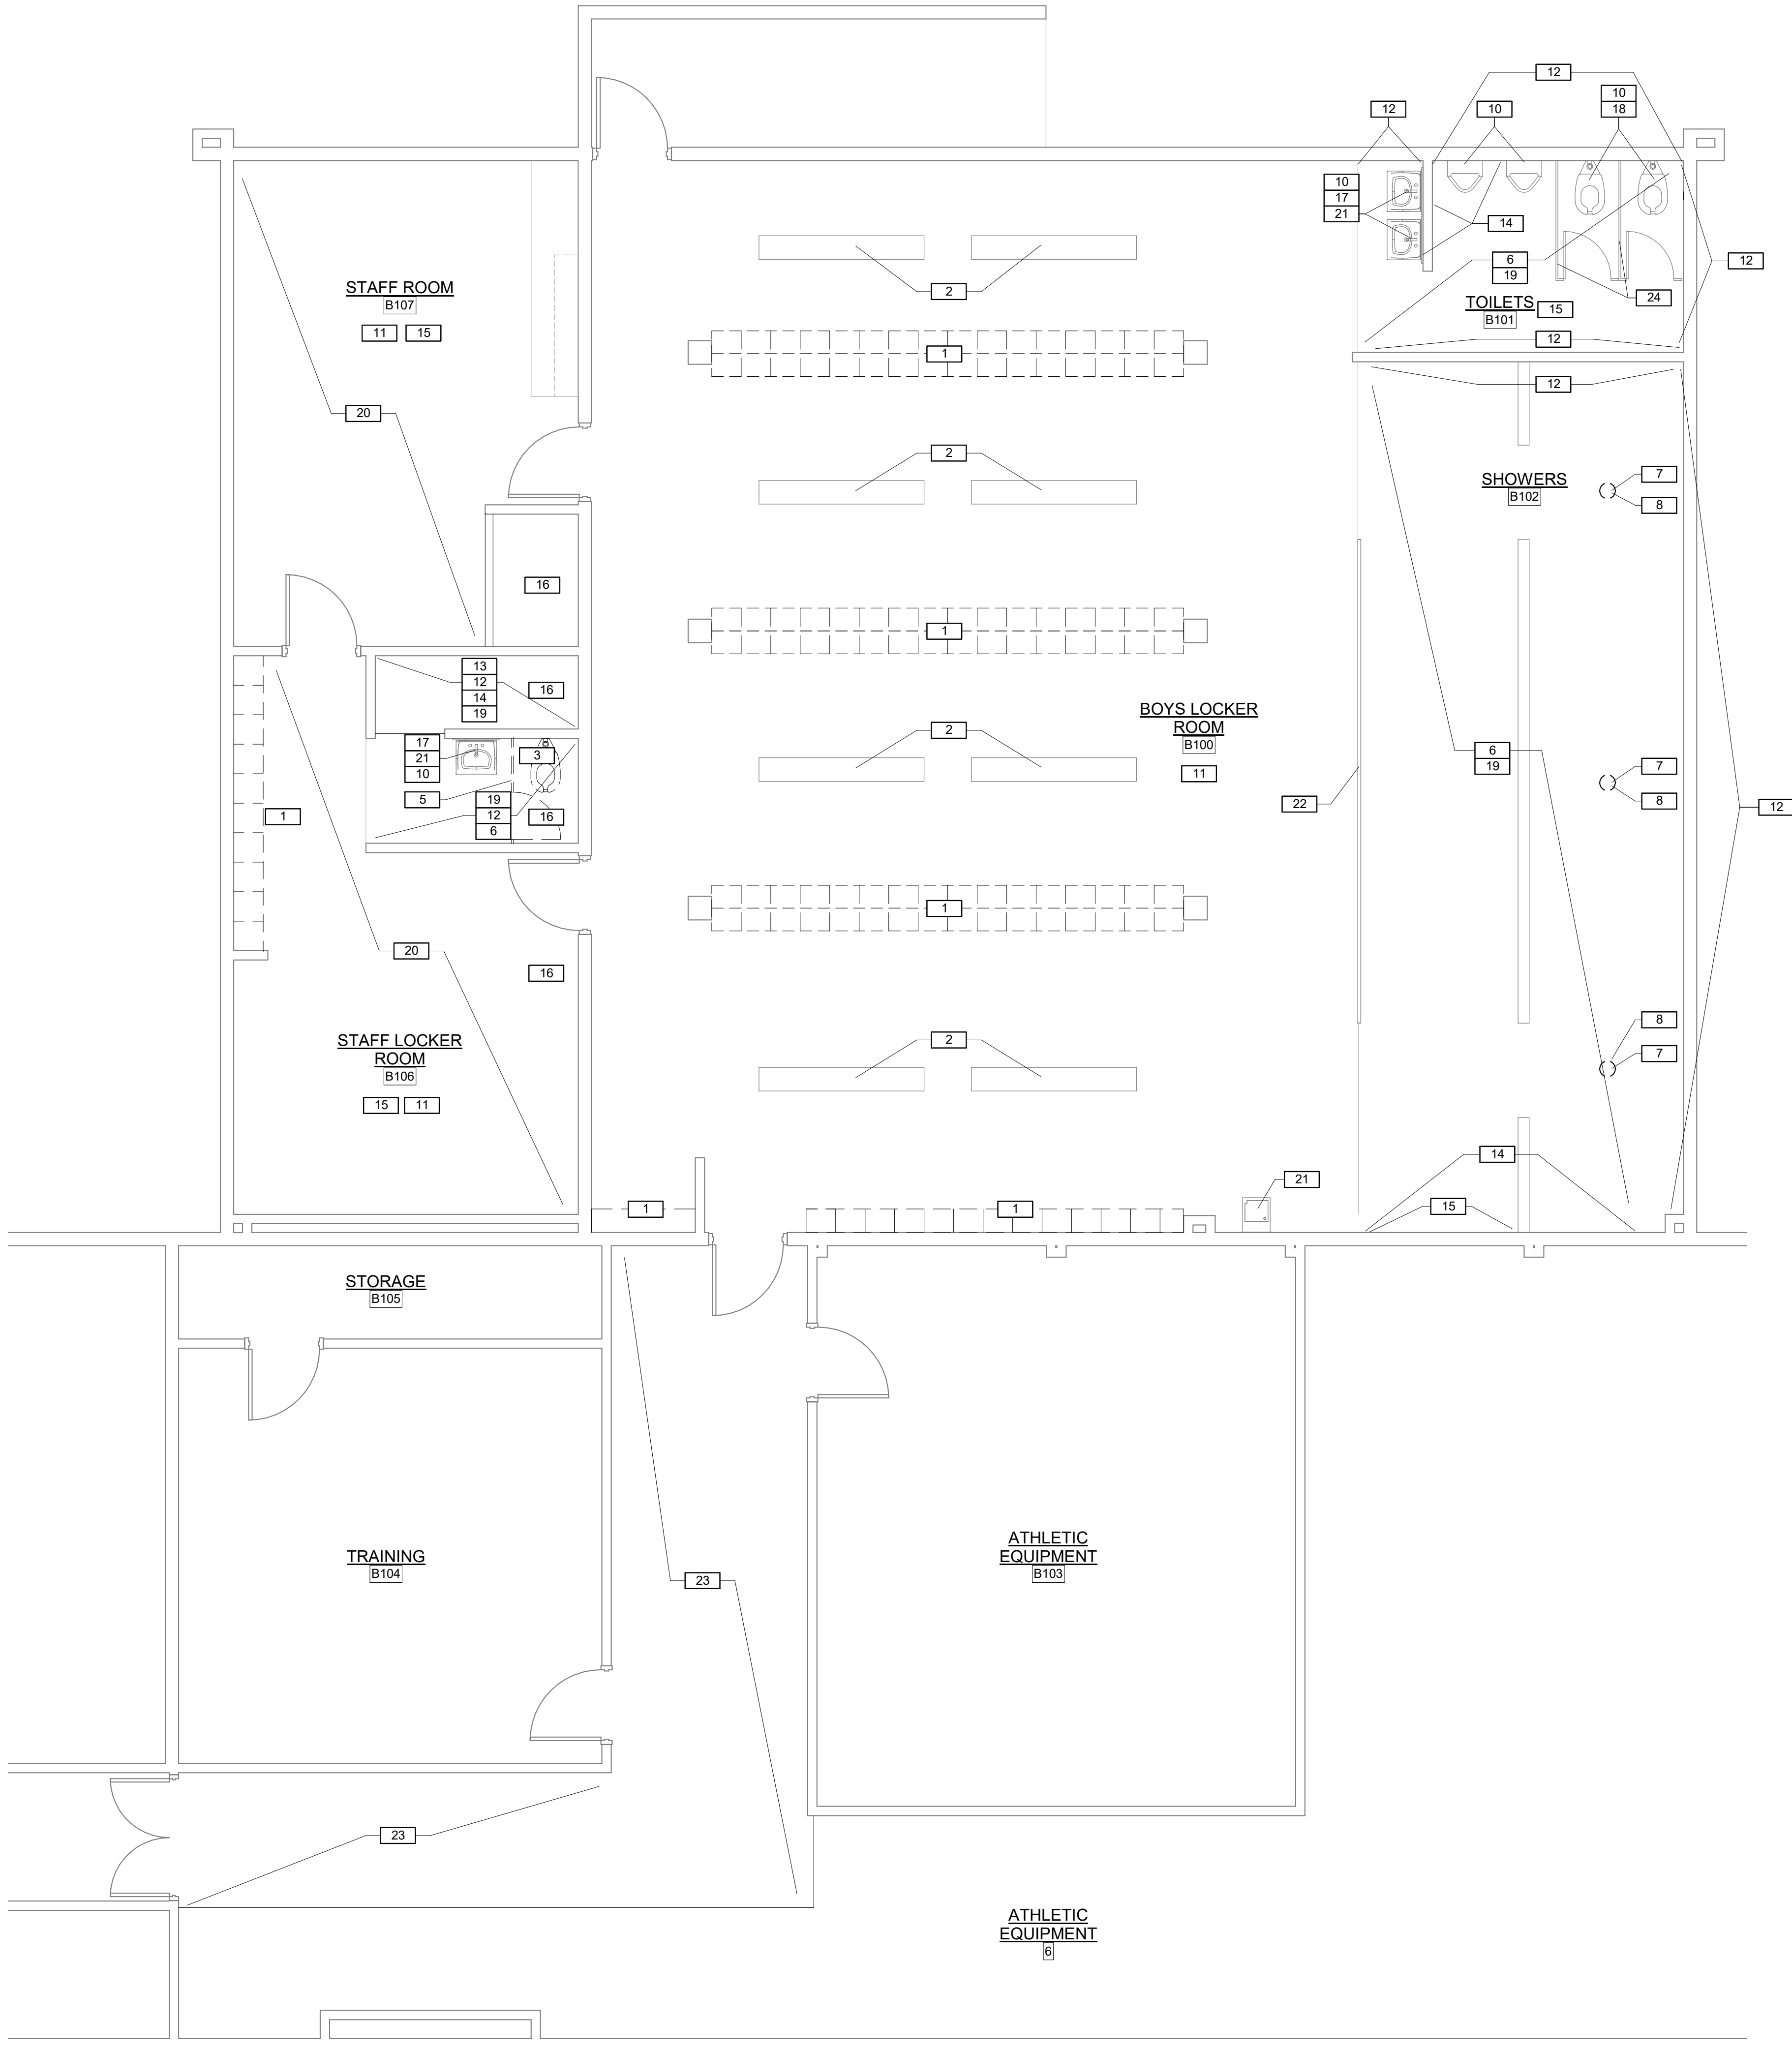 12
10
18
12
10
10
17
21
14
12
6
19
24
STAFF ROOM
B107
11 15
2
TOILETS 15
B101
12
1
12
20
2
SHOWERS
B102
7
8
16
1
13
12
14
19
16
BOYS LOCKER
ROOM
B100
11
17
21
10
3
2
6
19
7
8
5
19
12
6
16
1
22
12
1
20
16
STAFF LOCKER
ROOM
B106
15 11
2
8
7
14
21
15
1
1
STORAGE
B105
TRAINING
B104
ATHLETIC
EQUIPMENT
B103
23
23
ATHLETIC
EQUIPMENT
6